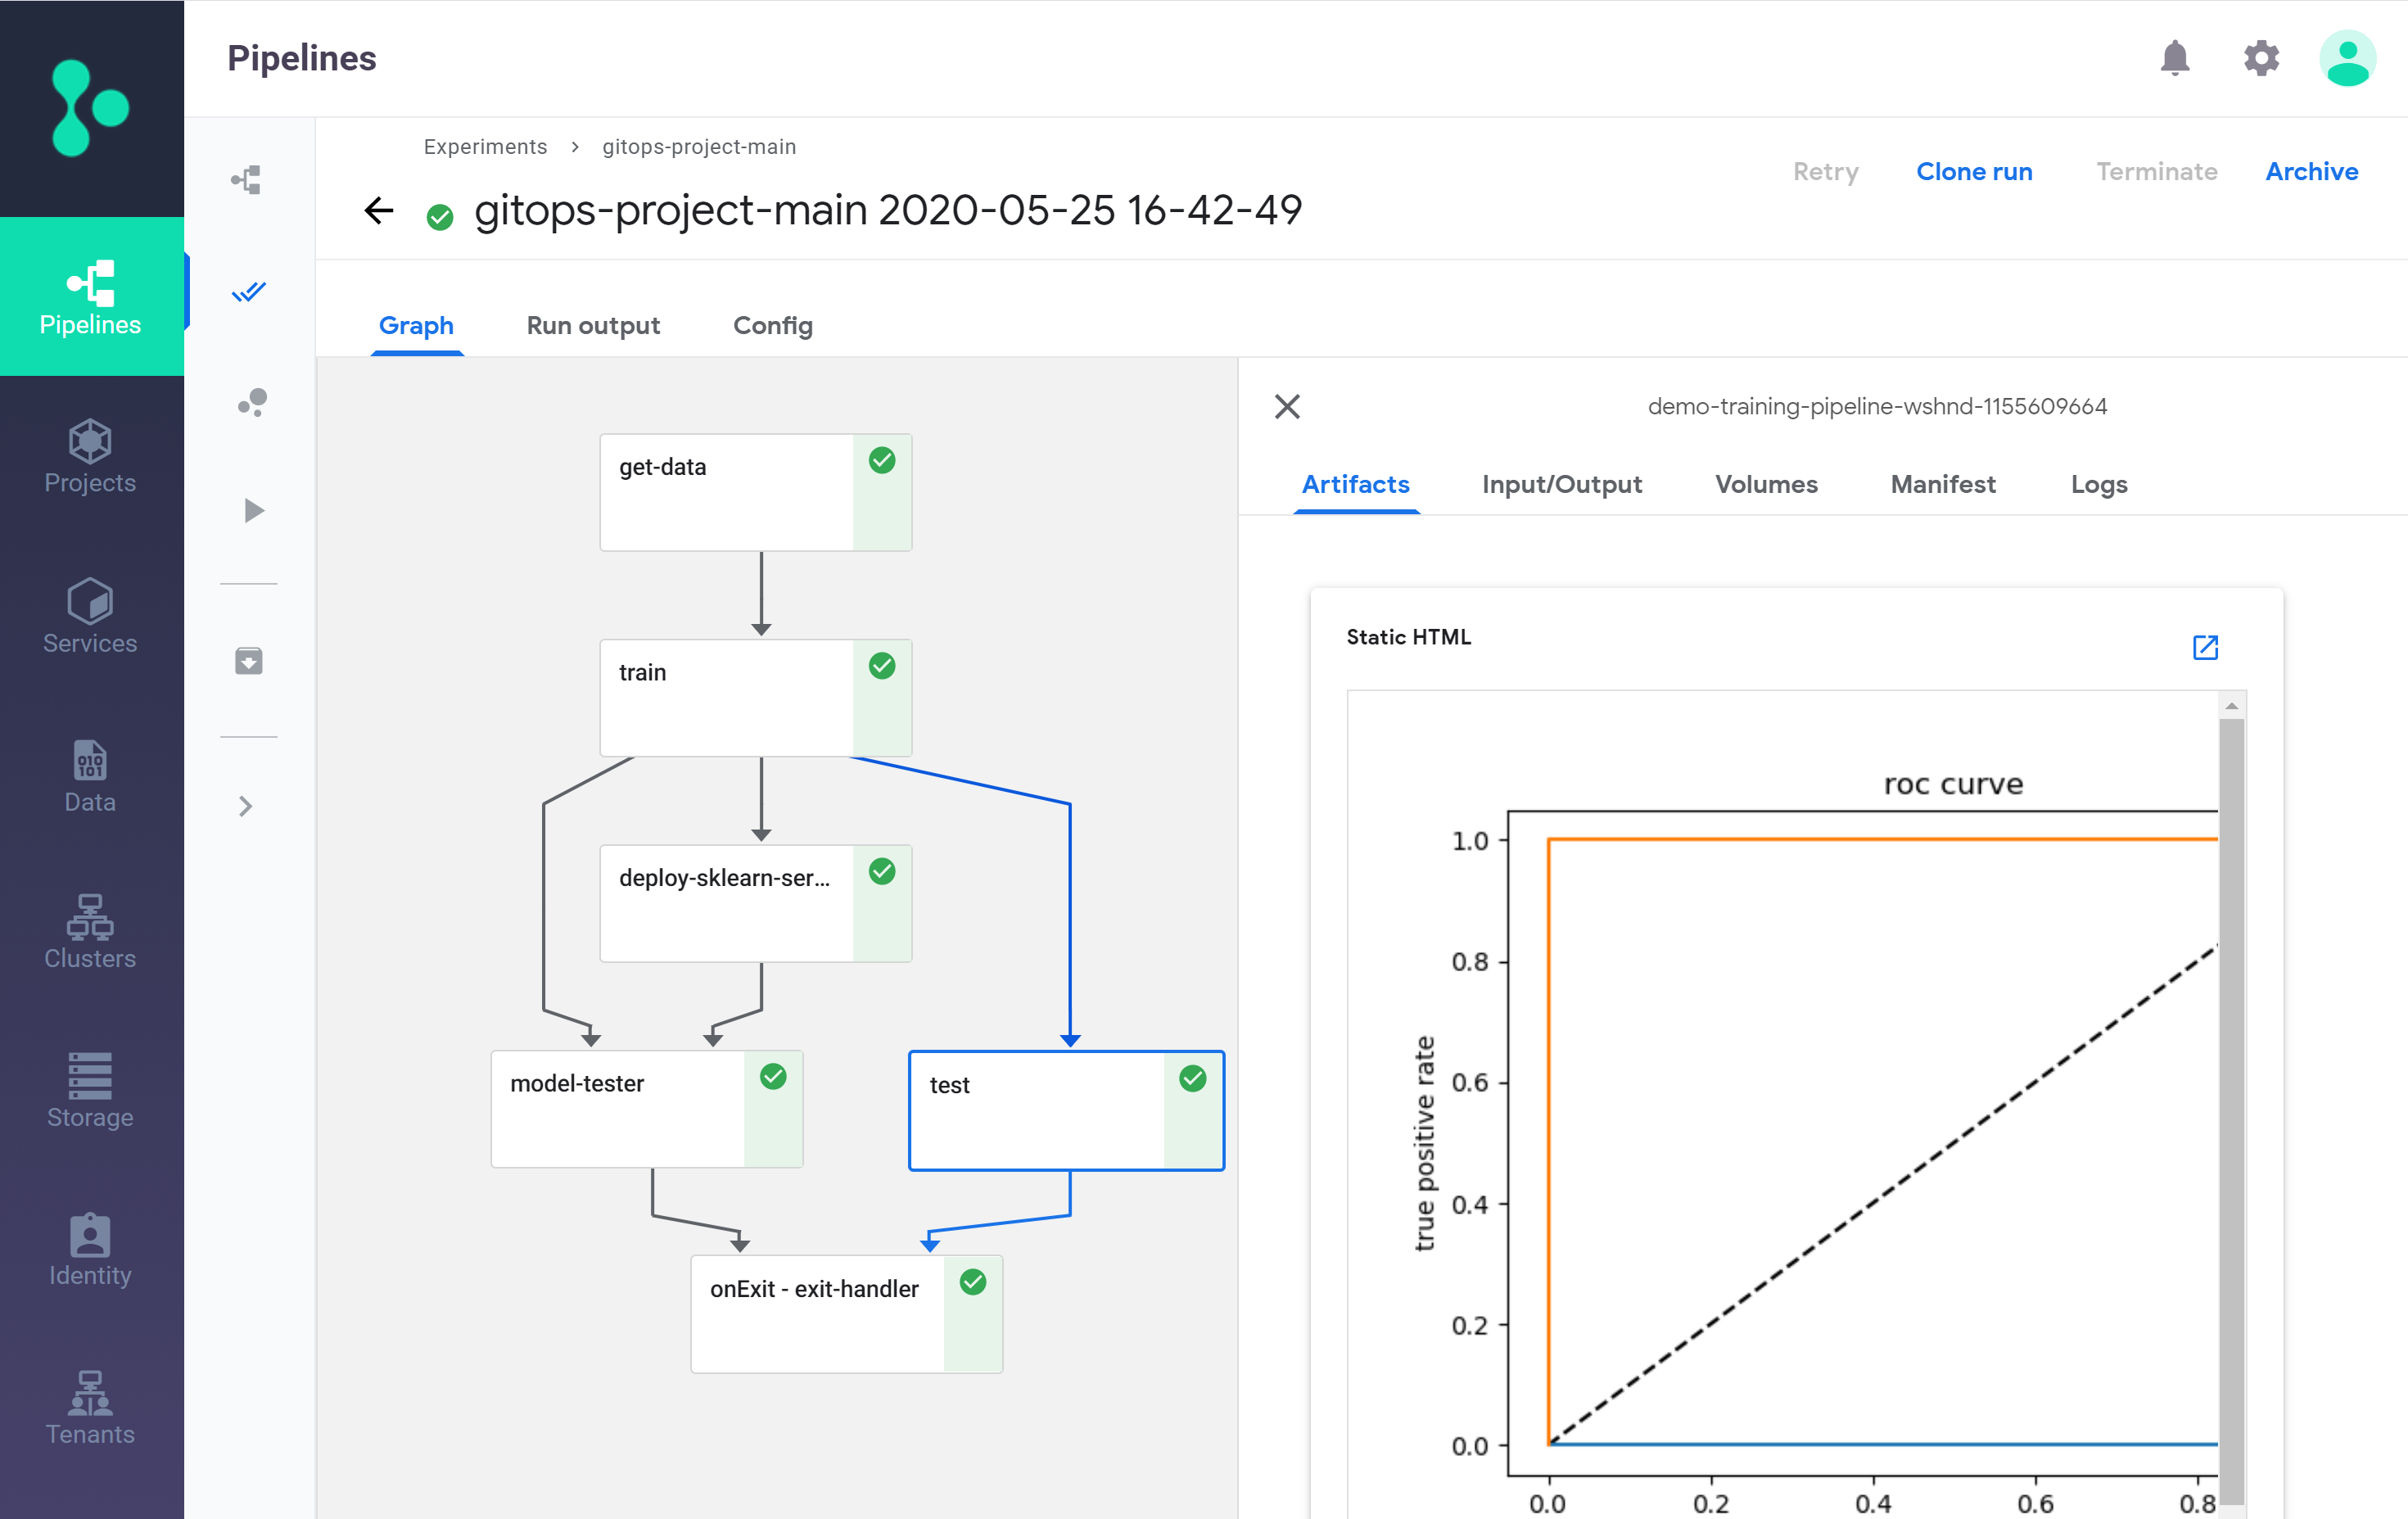 Pipelines
Experiments > gitops-project-main
Retry Clone run Terminate Archive
gitops-project-main 2020-05-25 16-42-49
Pipelines
Projects
Services
010
101
Data
Clusters
Storage
Identity
Tenants
Graph Run output Config
get-data
train
deploy-sklearn-ser...
model-tester
test
onExit - exit-handler
demo-training-pipeline-wshnd-1155609664
Artifacts Input/Output Volumes Manifest Logs
Static HTML
roc curve
true positive rate
1.0
0.8
0.6
0.4
0.2
0.0
0.0 0.2 0.4 0.6 0.8